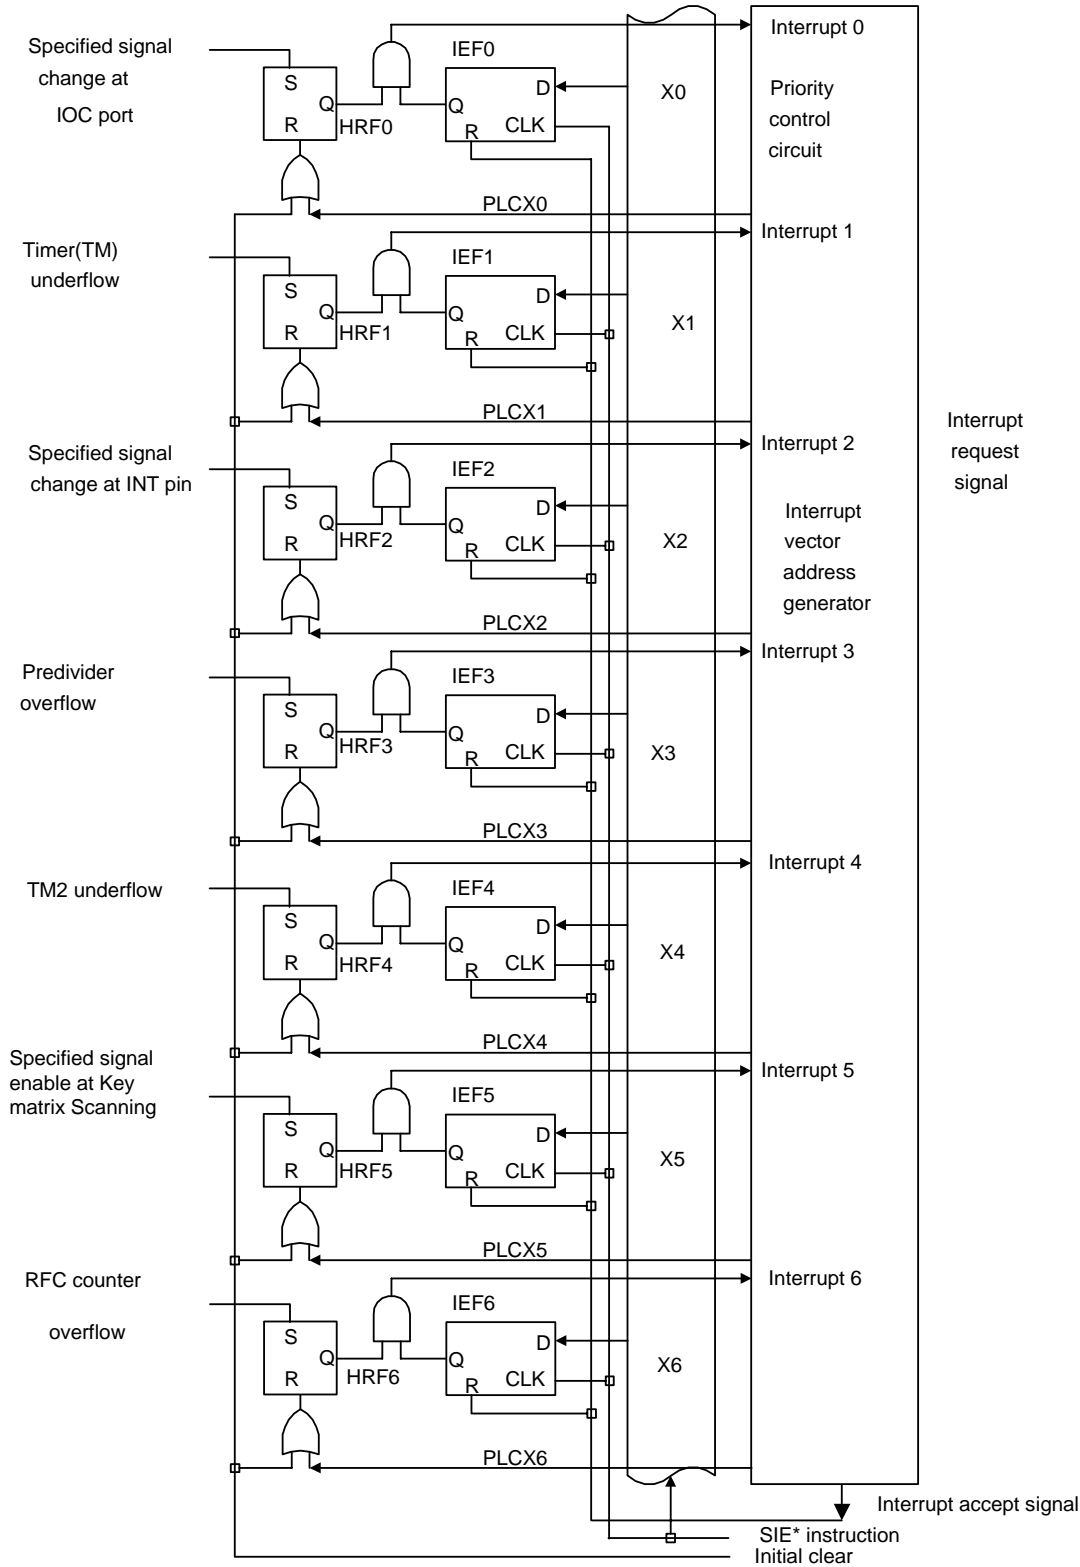 Specified signal
change at
IOC port
S
Q
R
HRF0
IEF0
D
Q
CLK
R
X0
Interrupt 0
Priority
control
circuit
PLCX0
Timer(TM)
underflow
S
Q
R
HRF1
IEF1
D
Q
CLK
R
X1
Interrupt 1
PLCX1
Specified signal
change at INT pin
S
Q
R
HRF2
IEF2
D
Q
CLK
R
X2
Interrupt 2
Interrupt
vector
address
generator
Interrupt
request
signal
PLCX2
Predivider
overflow
S
Q
R
HRF3
IEF3
D
Q
CLK
R
X3
Interrupt 3
PLCX3
TM2 underflow
S
Q
R
HRF4
IEF4
D
Q
CLK
R
X4
Interrupt 4
PLCX4
Specified signal
enable at Key
matrix Scanning
S
Q
R
HRF5
IEF5
D
Q
CLK
R
X5
Interrupt 5
PLCX5
RFC counter
overflow
S
Q
R
HRF6
IEF6
D
Q
CLK
R
X6
Interrupt 6
PLCX6
Interrupt accept signal
SIE* instruction
Initial clear